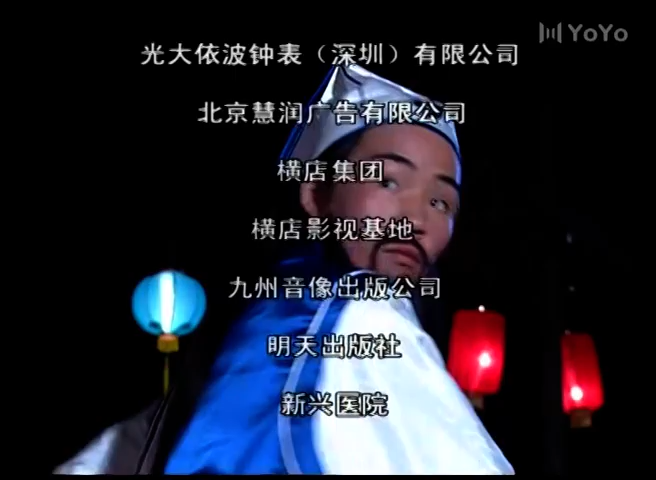 YoYo
光大依波钟表（深圳）有限公司
北京慧润广告有限公司
横店集团
横店影视基地
九州音像出版公司
明天出版社
新兴医院